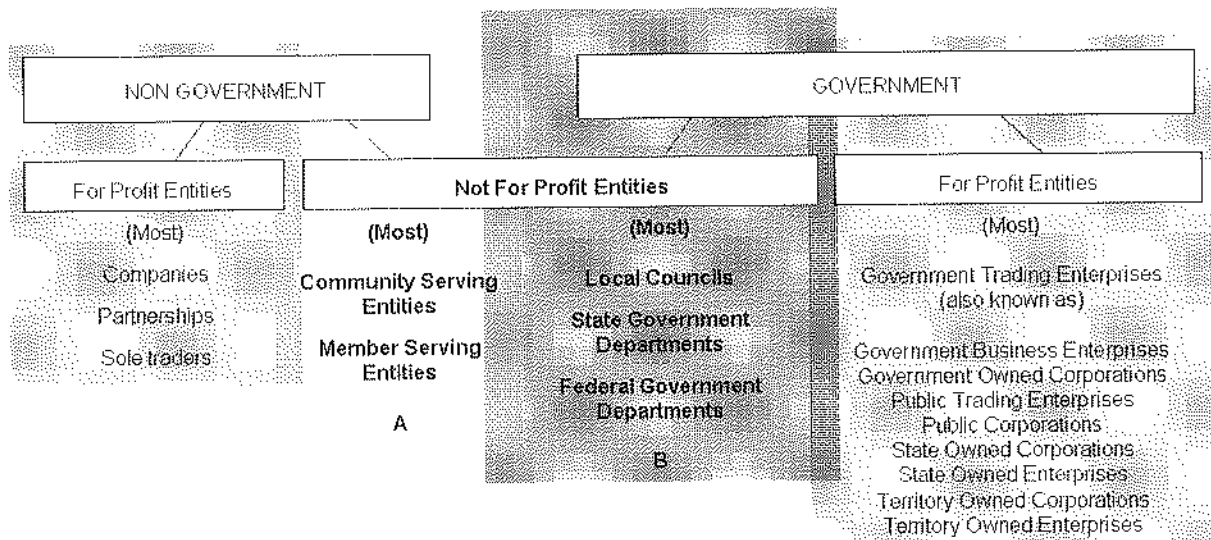 NON GOVERNMENT
GOVERNMENT
For Profit Entities
Not For Profit Entities
For Profit Entities
(Most)
Companies
Partnerships
Sole traders
(Most)
Community Serving
Entities
Member Serving
Entities
A
(Most)
Local Councils
State Government
Departments
Federal Government
Departments
B
(Most)
Government Trading Enterprises
(also known as)
Government Business Enterprises
Government Owned Corporations
Public Trading Enterprises
Public Corporations
State Owned Corporations
State Owned Enterprises
Territory Owned Corporations
Territory Owned Enterprises